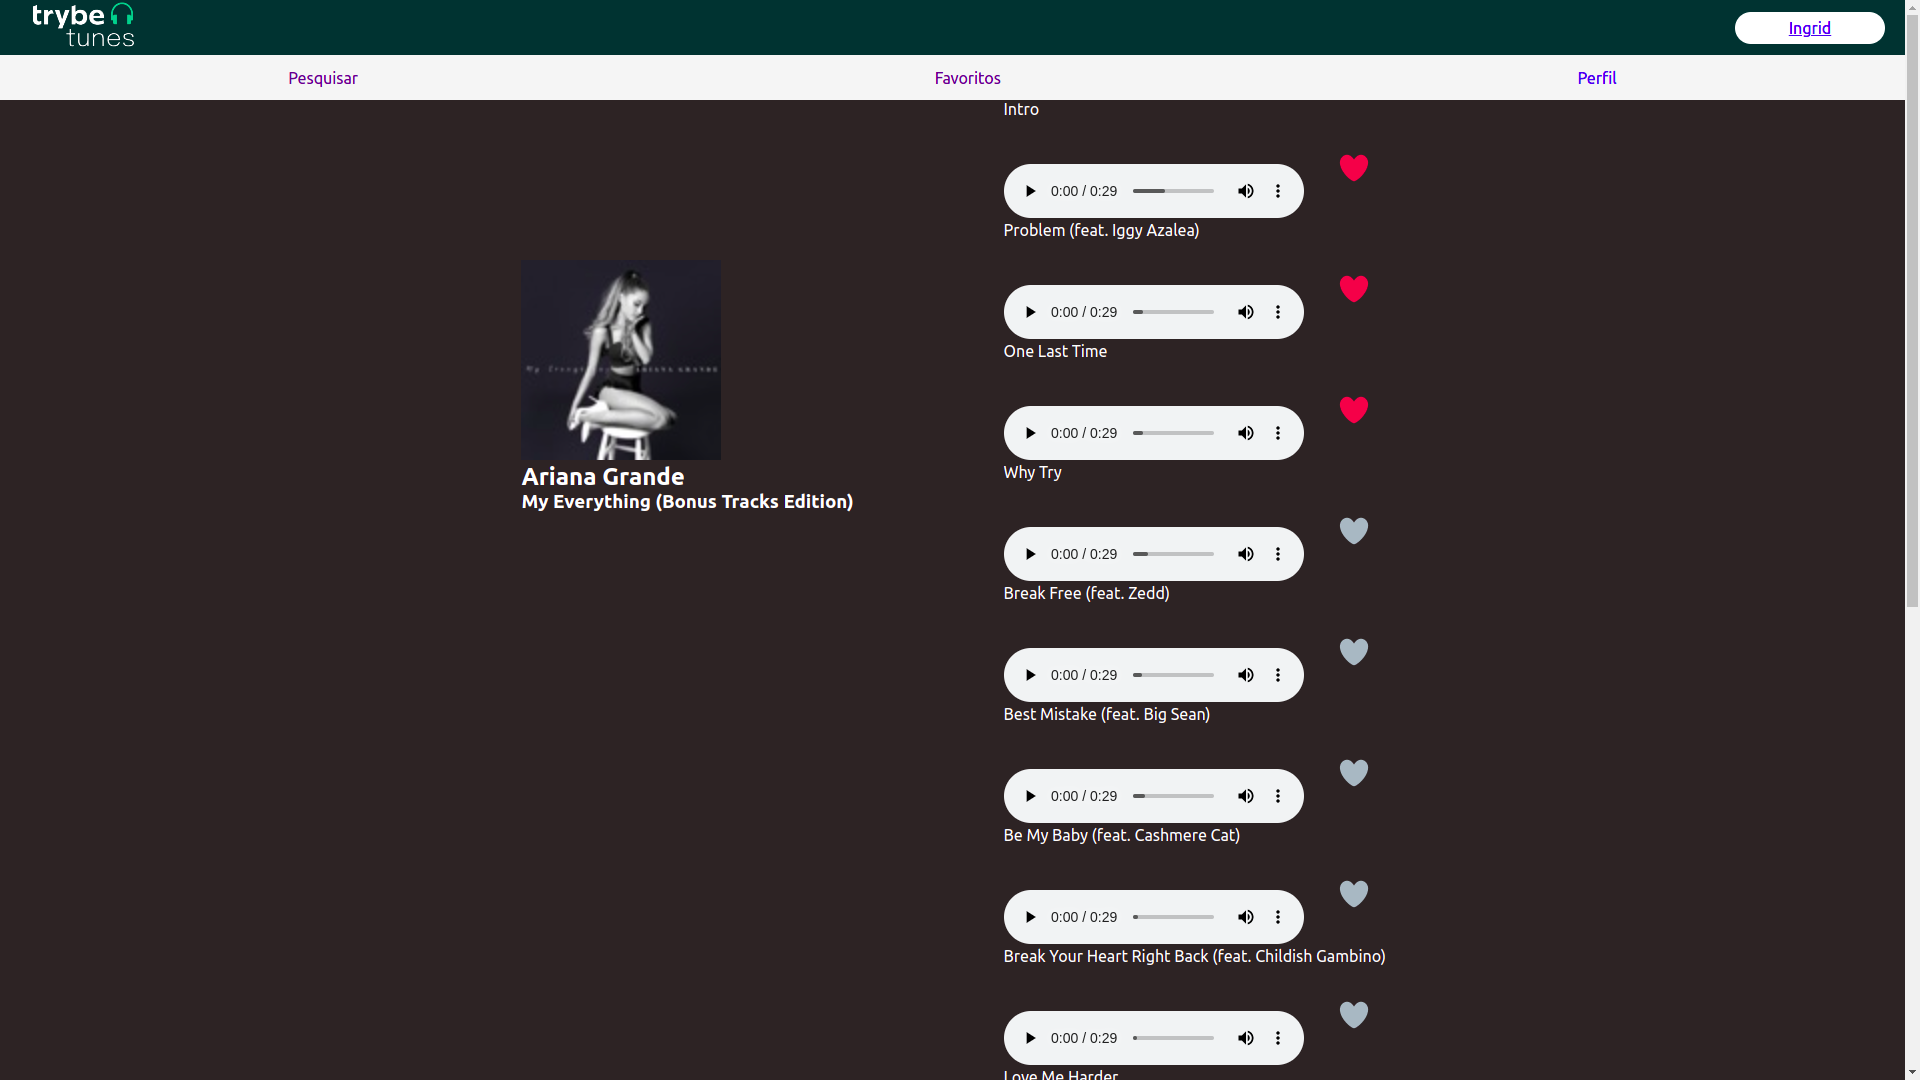 trybe
tunes
Ingrid
Pesquisar
Favoritos
Perfil
Intro
0:00 / 0:29
Problem (feat. Iggy Azalea)
0:00 / 0:29
One Last Time
0:00 / 0:29
Why Try
0:00 / 0:29
Break Free (feat. Zedd)
0:00 / 0:29
Best Mistake (feat. Big Sean)
0:00 / 0:29
Be My Baby (feat. Cashmere Cat)
0:00 / 0:29
Break Your Heart Right Back (feat. Childish Gambino)
0:00 / 0:29
Love Me Harder
My Everything ARIANA GRANDE
Ariana Grande
My Everything (Bonus Tracks Edition)